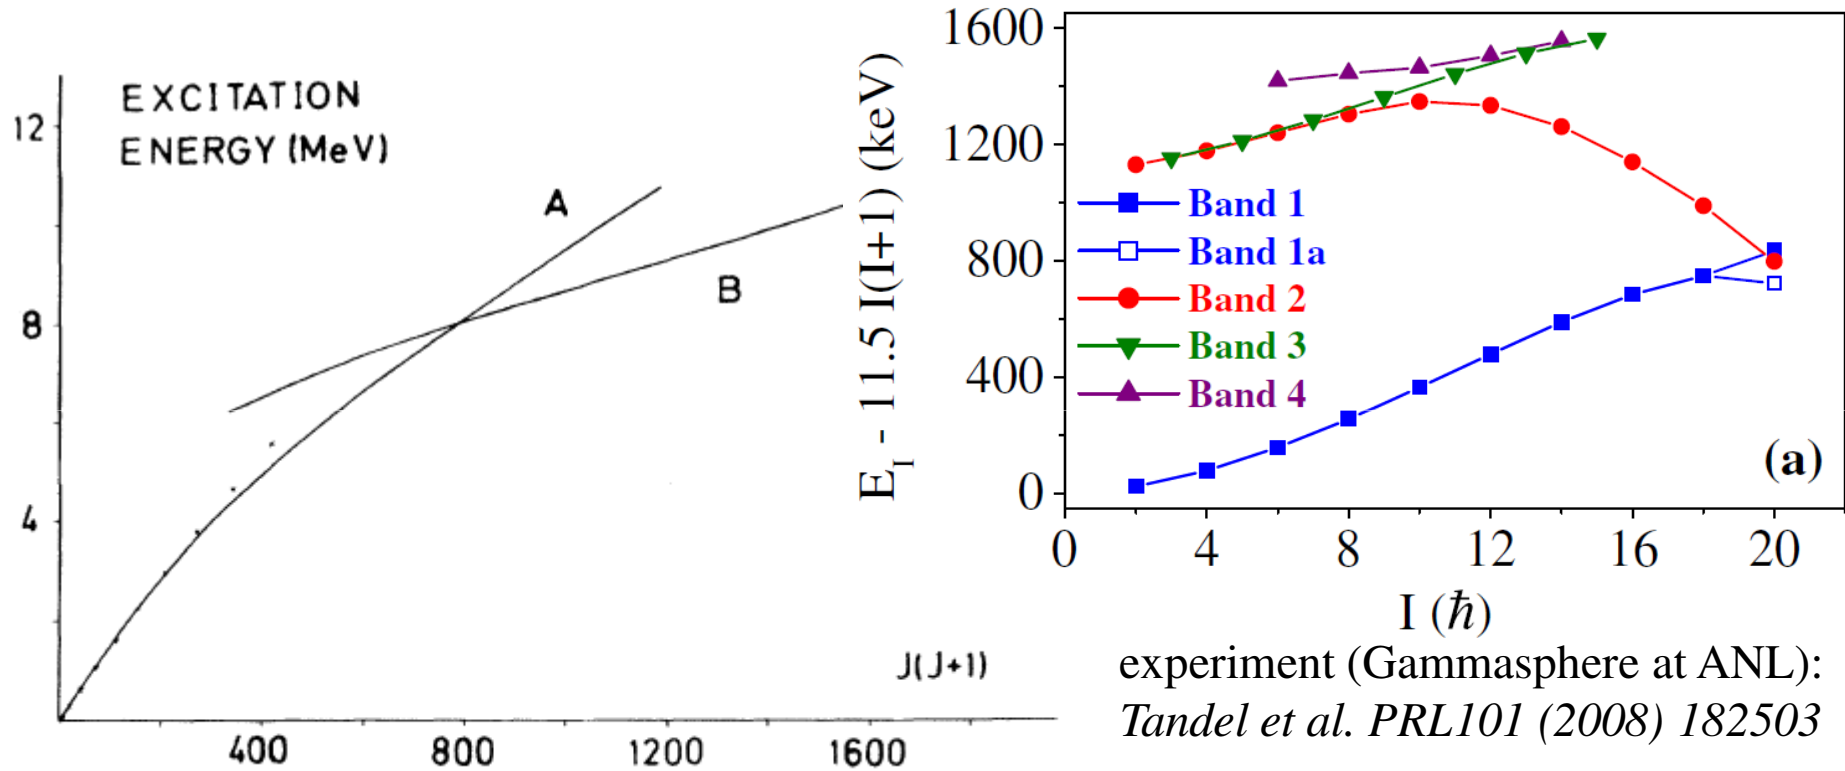 EXCITATION
ENERGY (MeV)
12
8
4
A
B
J(J+1)
400
800
1200
1600
E_I - 11.5 I(I+1) (keV)
1600
1200
800
400
0
Band 1
Band 1a
Band 2
Band 3
Band 4
(a)
0
4
8
12
16
20
I (ħ)
experiment (Gammasphere at ANL):
Tandel et al. PRL101 (2008) 182503